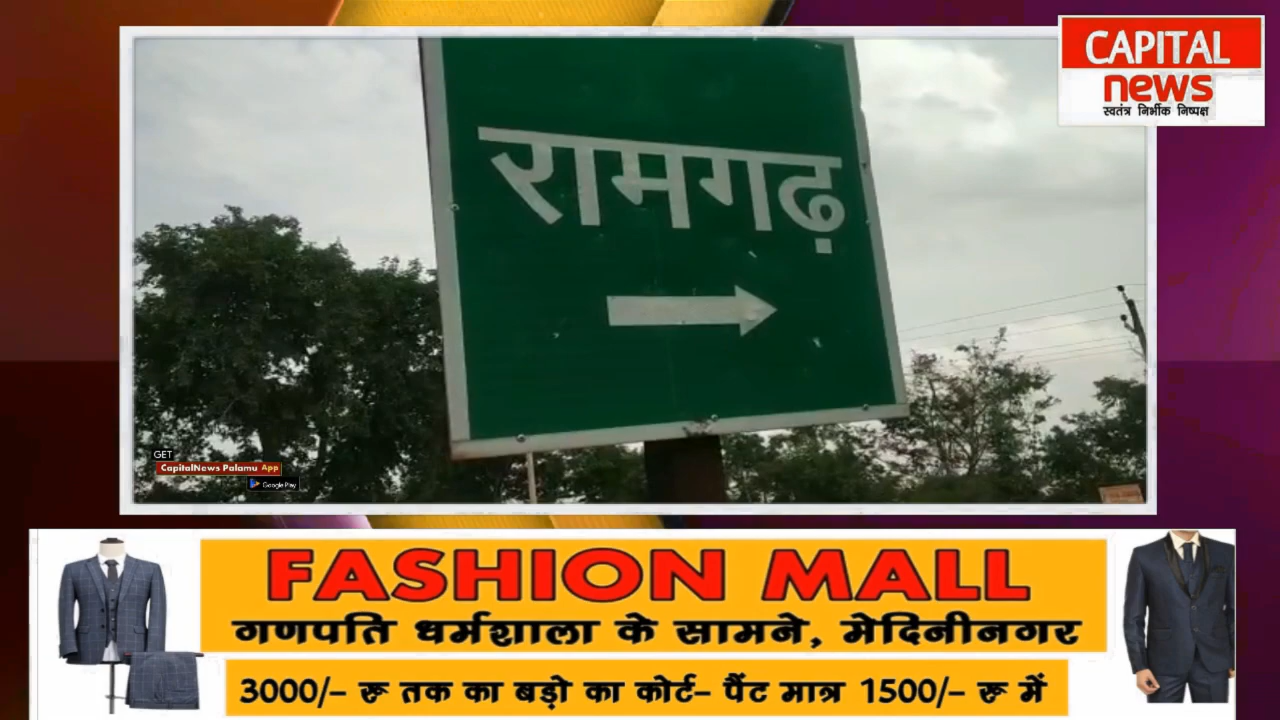 CAPITAL
news
स्वतंत्र निर्भीक निष्पक्ष
रामगढ़
GET
CapitalNews Palamu App
Google Play
FASHION MALL
गणपति धर्मशाला के सामने, मेदिनीनगर
3000/- रू तक का बड़ो का कोर्ट- पैंट मात्र 1500/- रू में